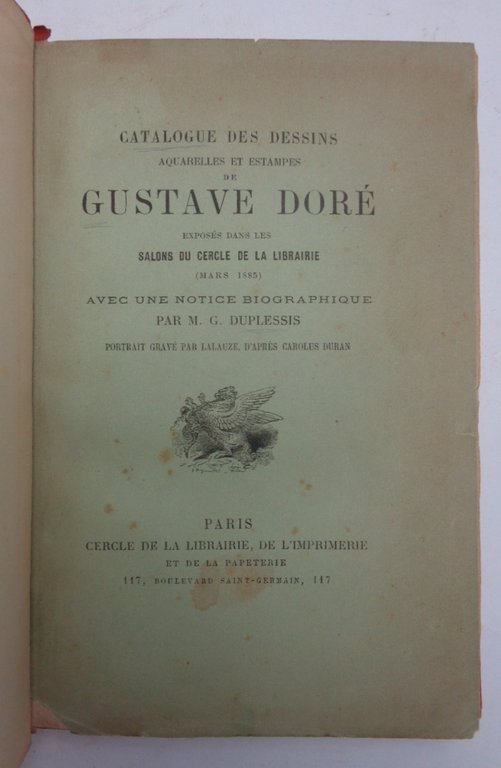 CATALOGUE DES DESSINS
AQUARELLES ET ESTAMPES
DE
GUSTAVE DORÉ
EXPOSÉS DANS LES
SALONS DU CERCLE DE LA LIBRAIRIE
(MARS 1885)
AVEC UNE NOTICE BIOGRAPHIQUE
PAR M. G. DUPLESSIS
PORTRAIT GRAVÉ PAR LALAUZE, D'APRÈS CAROLUS DURAN
PARIS
CERCLE DE LA LIBRAIRIE, DE L'IMPRIMERIE
ET DE LA PAPETERIE
117, BOULEVARD SAINT-GERMAIN, 117